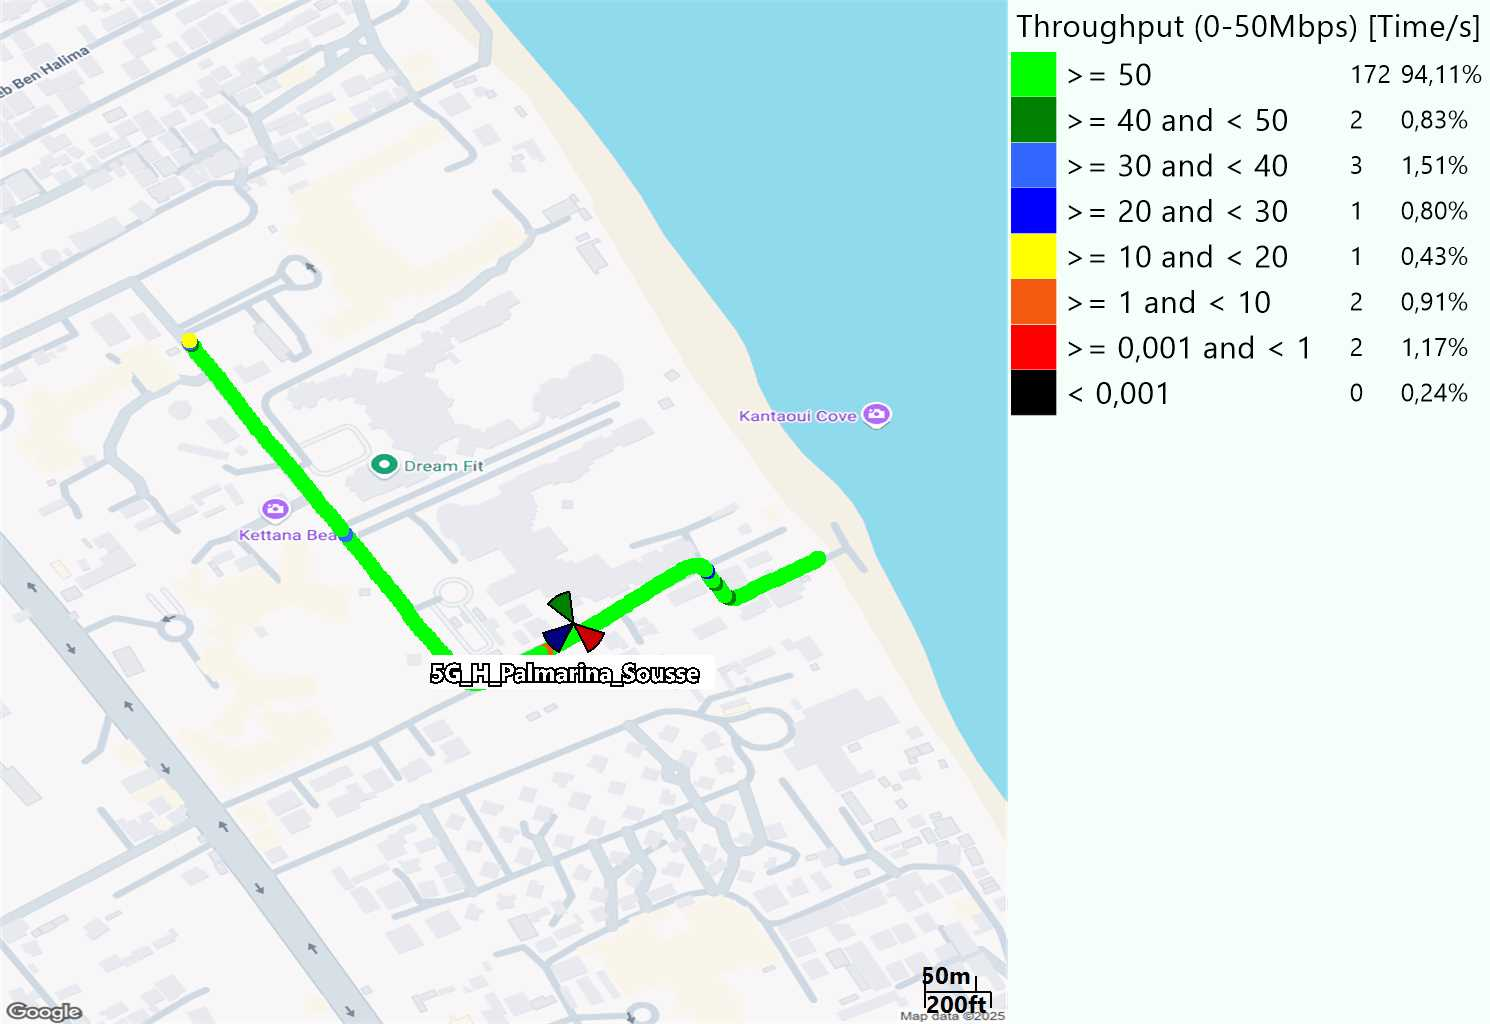 eb Ben Halima
Kantaoui Cove
Dream Fit
Kettana Bea
5G_H_Palmarina_Sousse
50m
200ft
Google
Map data ©2025
Throughput (0-50Mbps) [Time/s]
>= 50 172 94,11%
>= 40 and < 50 2 0,83%
>= 30 and < 40 3 1,51%
>= 20 and < 30 1 0,80%
>= 10 and < 20 1 0,43%
>= 1 and < 10 2 0,91%
>= 0,001 and < 1 2 1,17%
< 0,001 0 0,24%